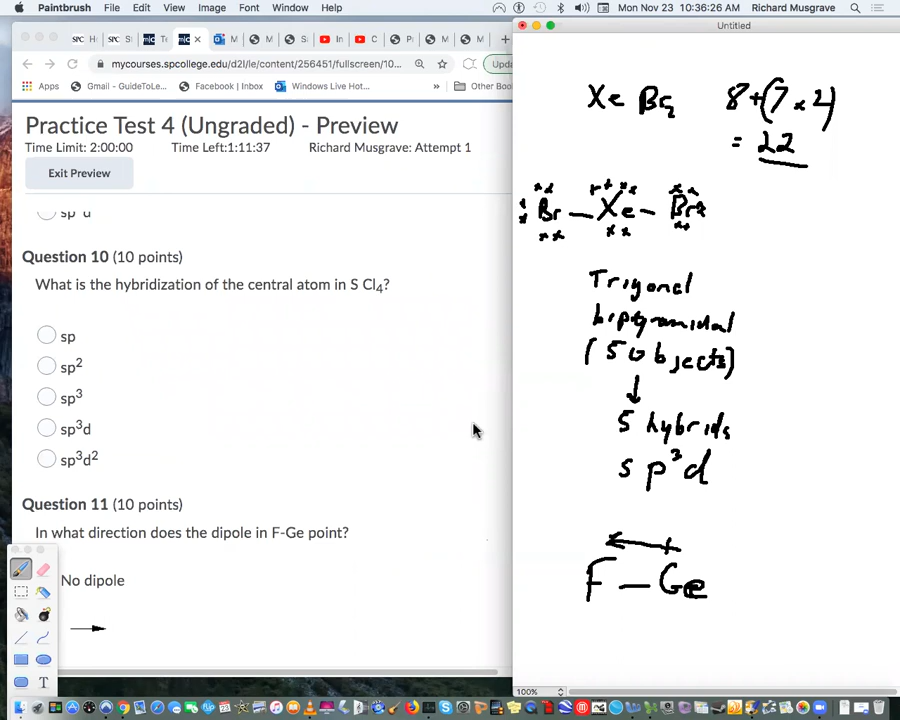 Paintbrush File Edit View Image Font Window Help
Mon Nov 23 10:36:26 AM Richard Musgrave
Untitled
mycourses.spcollege.edu/d2l/le/content/256451/fullscreen/10...
Apps Gmail - GuideToLe... Facebook | Inbox Windows Live Hot... » Other Boo
Practice Test 4 (Ungraded) - Preview
Time Limit: 2:00:00 Time Left:1:11:37 Richard Musgrave: Attempt 1
Exit Preview
Question 10 (10 points)
What is the hybridization of the central atom in S Cl4?
sp
sp2
sp3
sp3d
sp3d2
Question 11 (10 points)
In what direction does the dipole in F-Ge point?
No dipole
T
Xe Br2 8+(7x2)
= 22
Br — Xe — Br
Trigonal
bipyramidal
(5 objects)
↓
5 hybrids
sp3d
F — Ge
100%